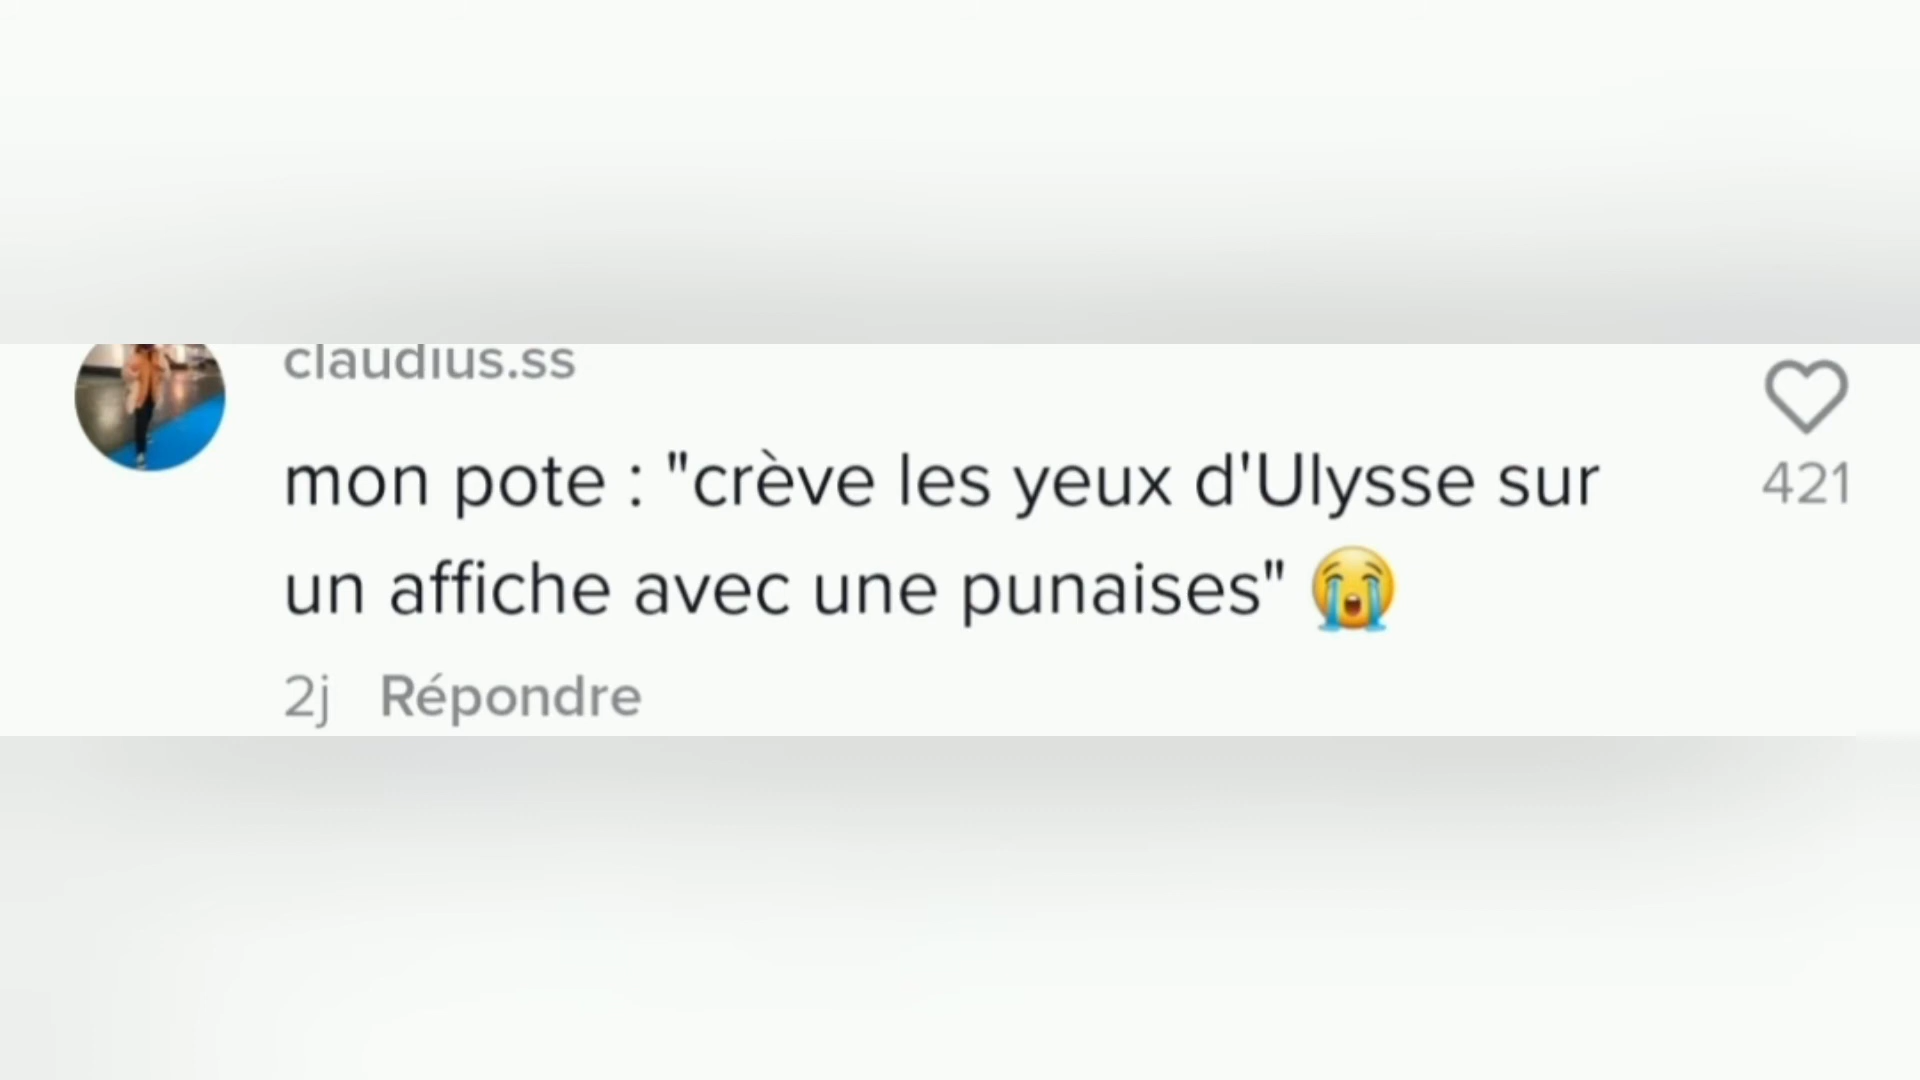 claudius.ss
mon pote : "crève les yeux d'Ulysse sur
un affiche avec une punaises" 😭
2j Répondre
421